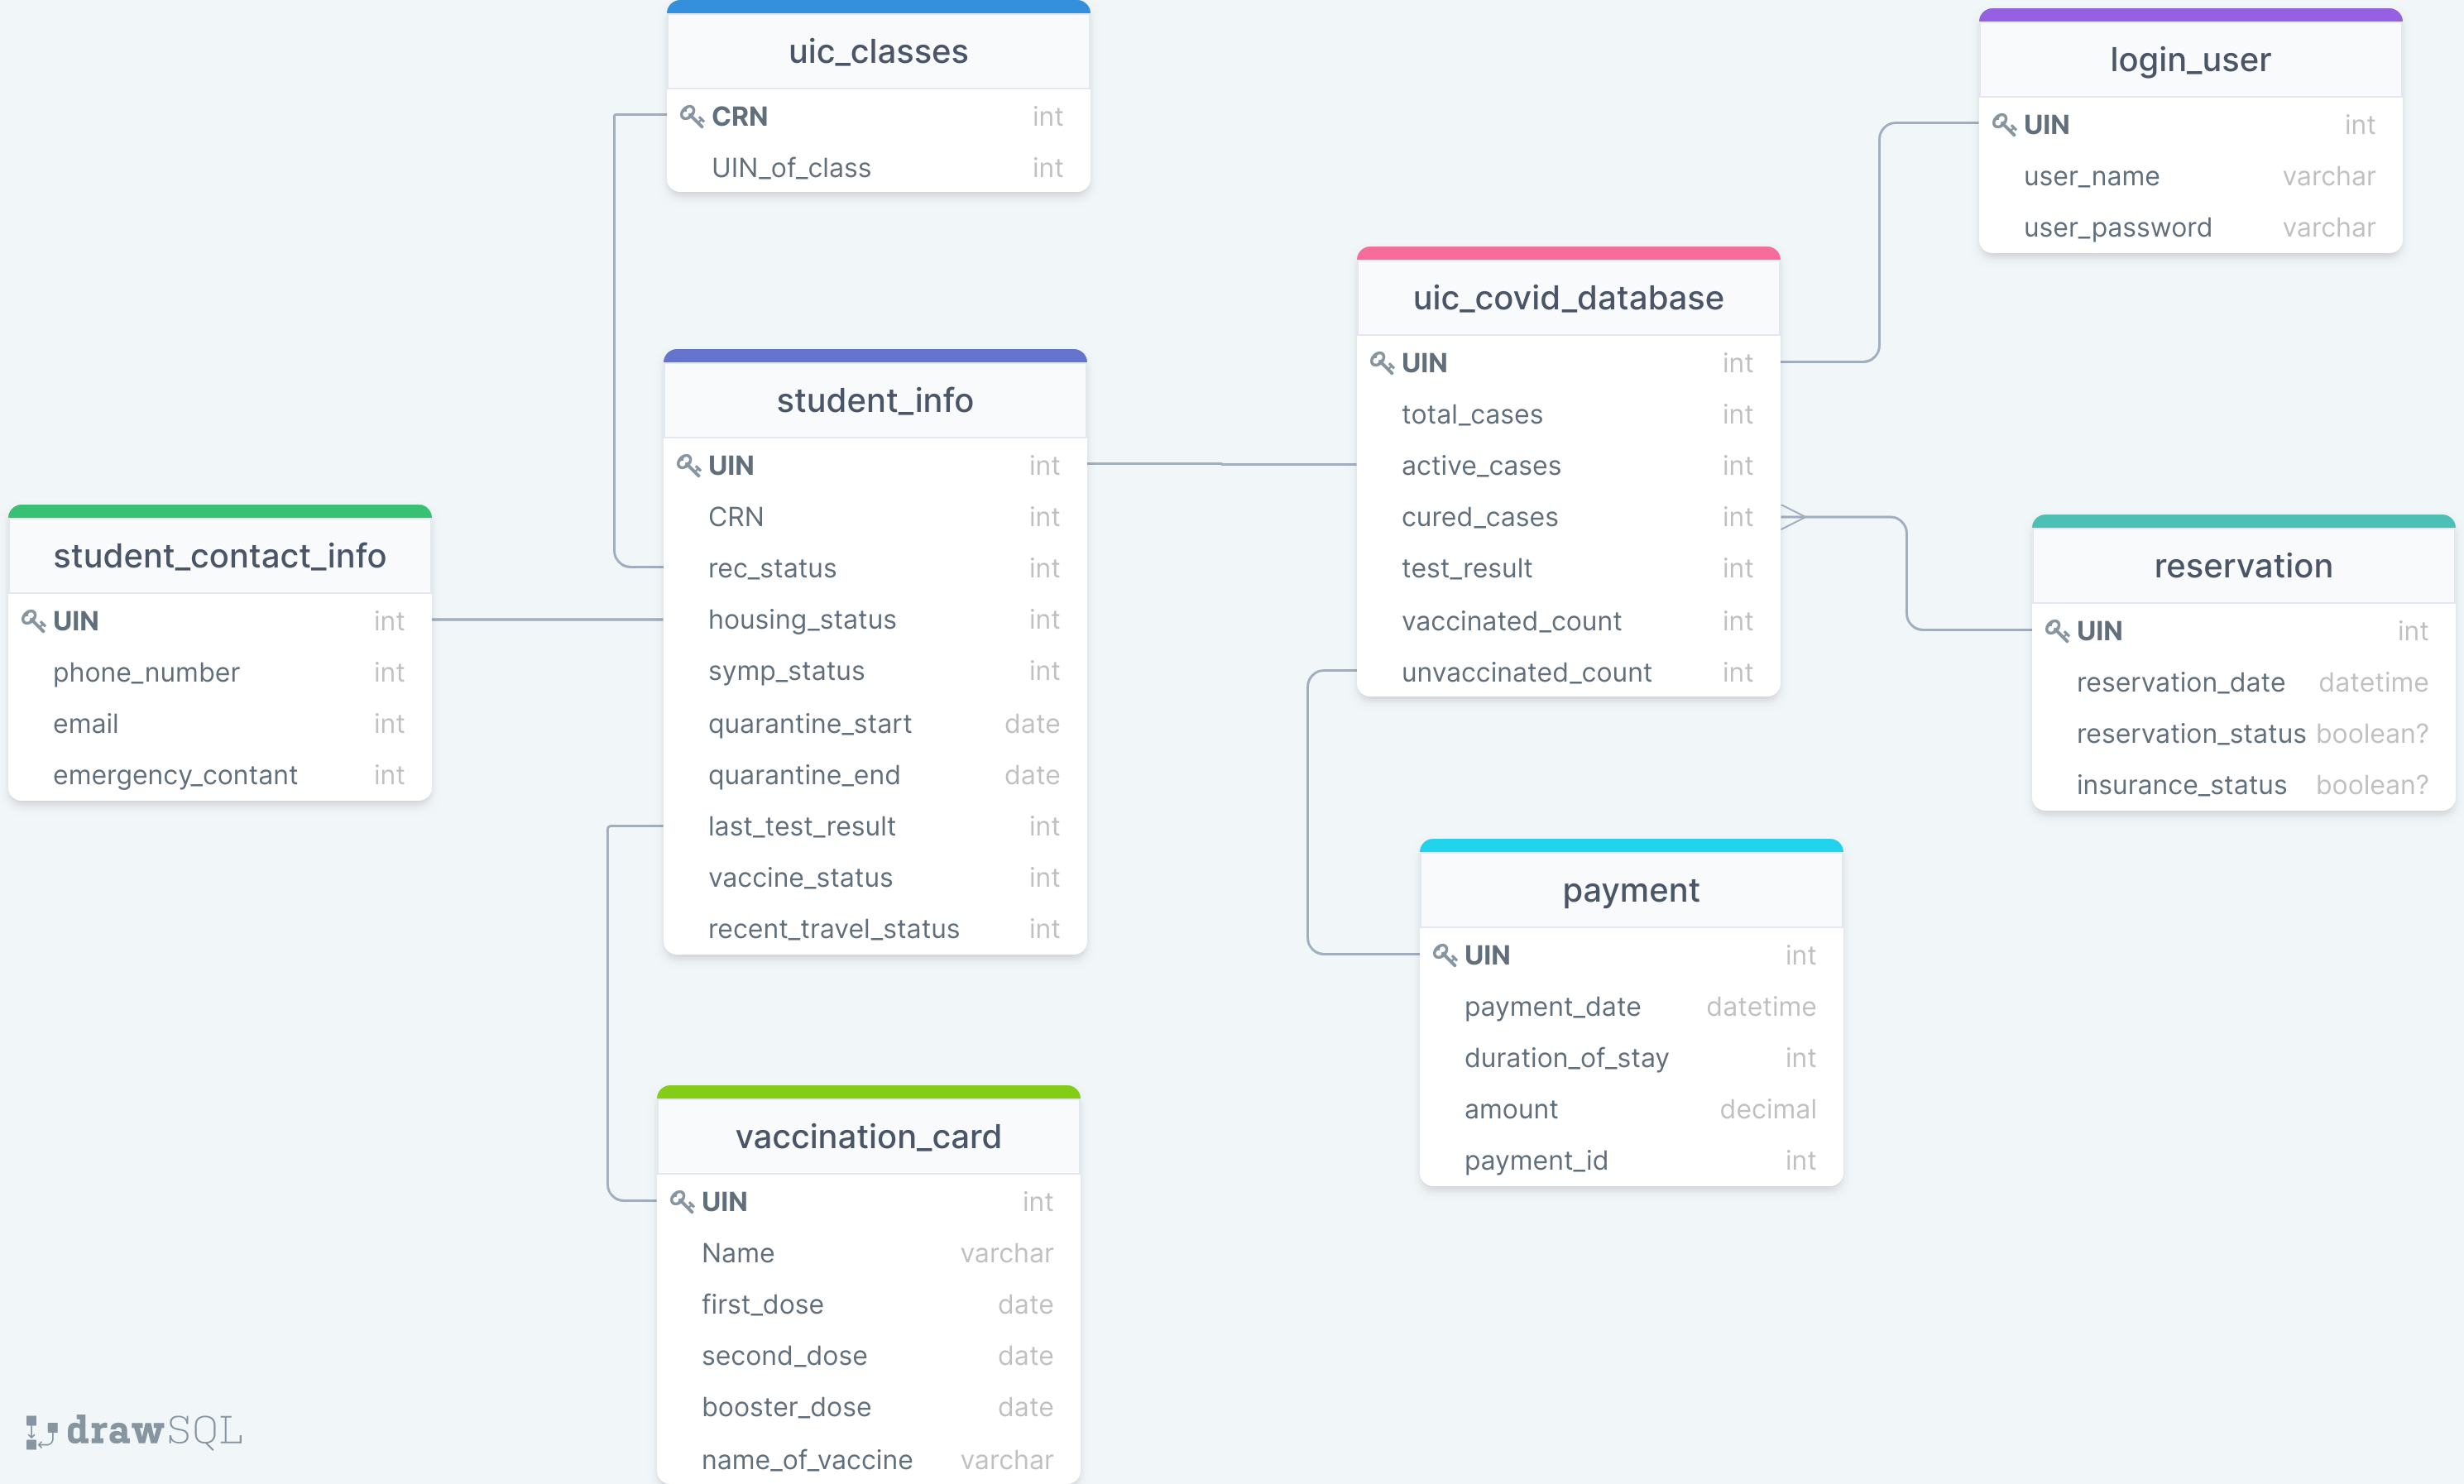 uic_classes
CRN int
UIN_of_class int
login_user
UIN int
user_name varchar
user_password varchar
uic_covid_database
UIN int
total_cases int
active_cases int
cured_cases int
test_result int
vaccinated_count int
unvaccinated_count int
student_info
UIN int
CRN int
rec_status int
housing_status int
symp_status int
quarantine_start date
quarantine_end date
last_test_result int
vaccine_status int
recent_travel_status int
student_contact_info
UIN int
phone_number int
email int
emergency_contant int
reservation
UIN int
reservation_date datetime
reservation_status boolean?
insurance_status boolean?
payment
UIN int
payment_date datetime
duration_of_stay int
amount decimal
payment_id int
vaccination_card
UIN int
Name varchar
first_dose date
second_dose date
booster_dose date
name_of_vaccine varchar
drawSQL